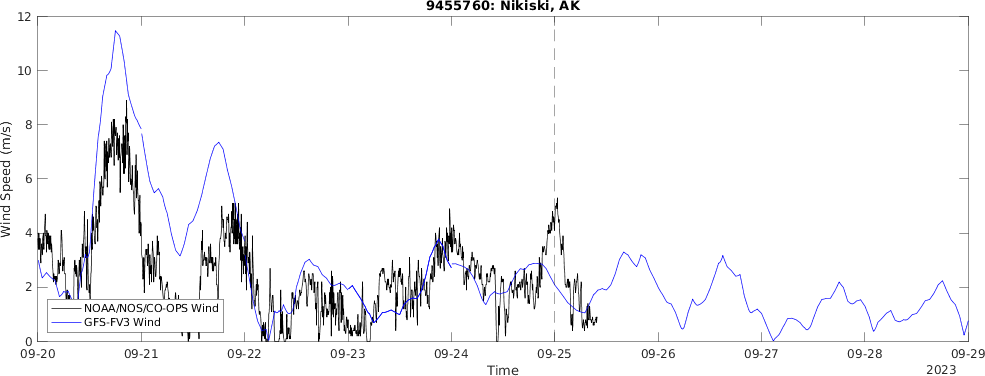 9455760: Nikiski, AK
12
10
8
6
4
2
0
Wind Speed (m/s)
NOAA/NOS/CO-OPS Wind
GFS-FV3 Wind
09-20 09-21 09-22 09-23 09-24 09-25 09-26 09-27 09-28 09-29
Time
2023